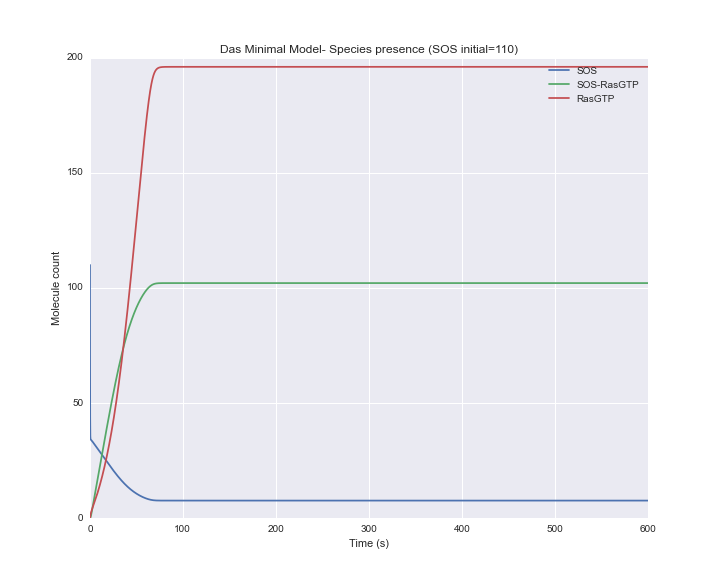 Das Minimal Model- Species presence (SOS initial=110)
200
150
100
50
0
Molecule count
SOS
SOS-RasGTP
RasGTP
0 100 200 300 400 500 600
Time (s)